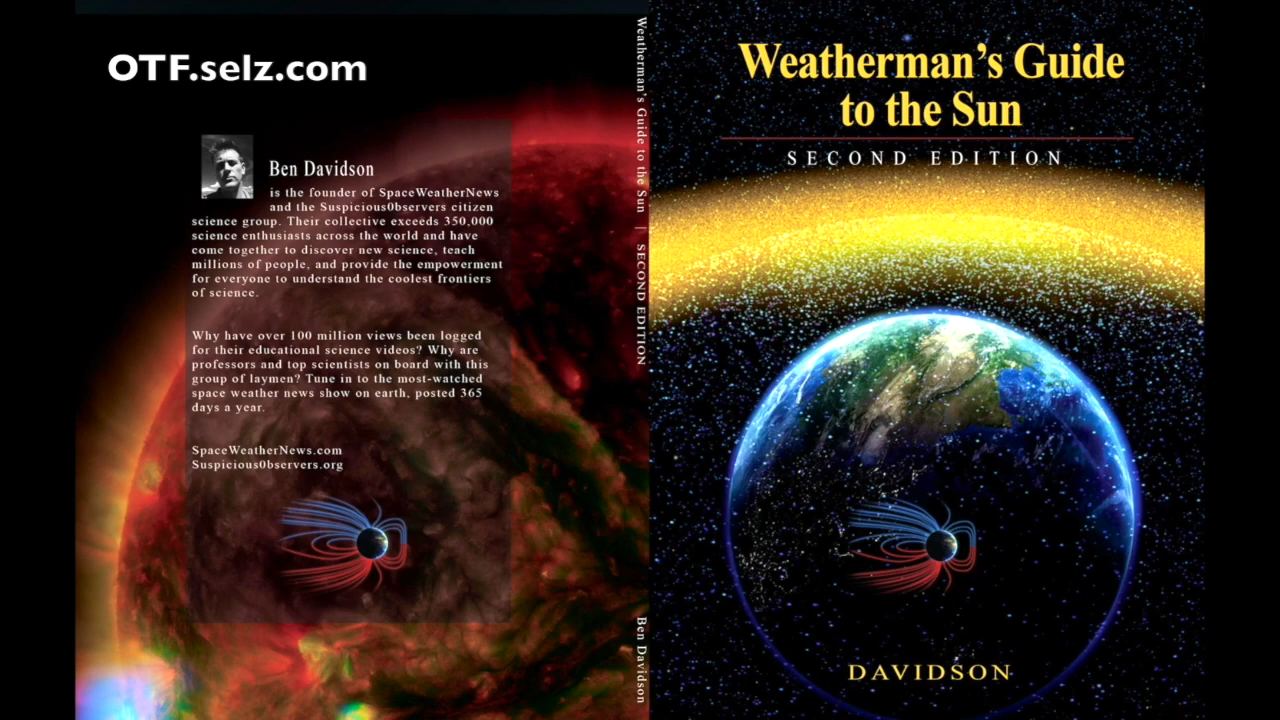 OTF.selz.com
Ben Davidson
is the founder of SpaceWeatherNews
and the Suspicious0bservers citizen
science group. Their collective exceeds 350,000
science enthusiasts across the world and have
come together to discover new science, teach
millions of people, and provide the empowerment
for everyone to understand the coolest frontiers
of science.
Why have over 100 million views been logged
for their educational science videos? Why are
professors and top scientists on board with this
group of laymen? Tune in to the most-watched
space weather news show on earth, posted 365
days a year.
SpaceWeatherNews.com
Suspicious0bservers.org
Weatherman's Guide to the Sun | SECOND EDITION
Ben Davidson
Weatherman's Guide
to the Sun
SECOND EDITION
DAVIDSON